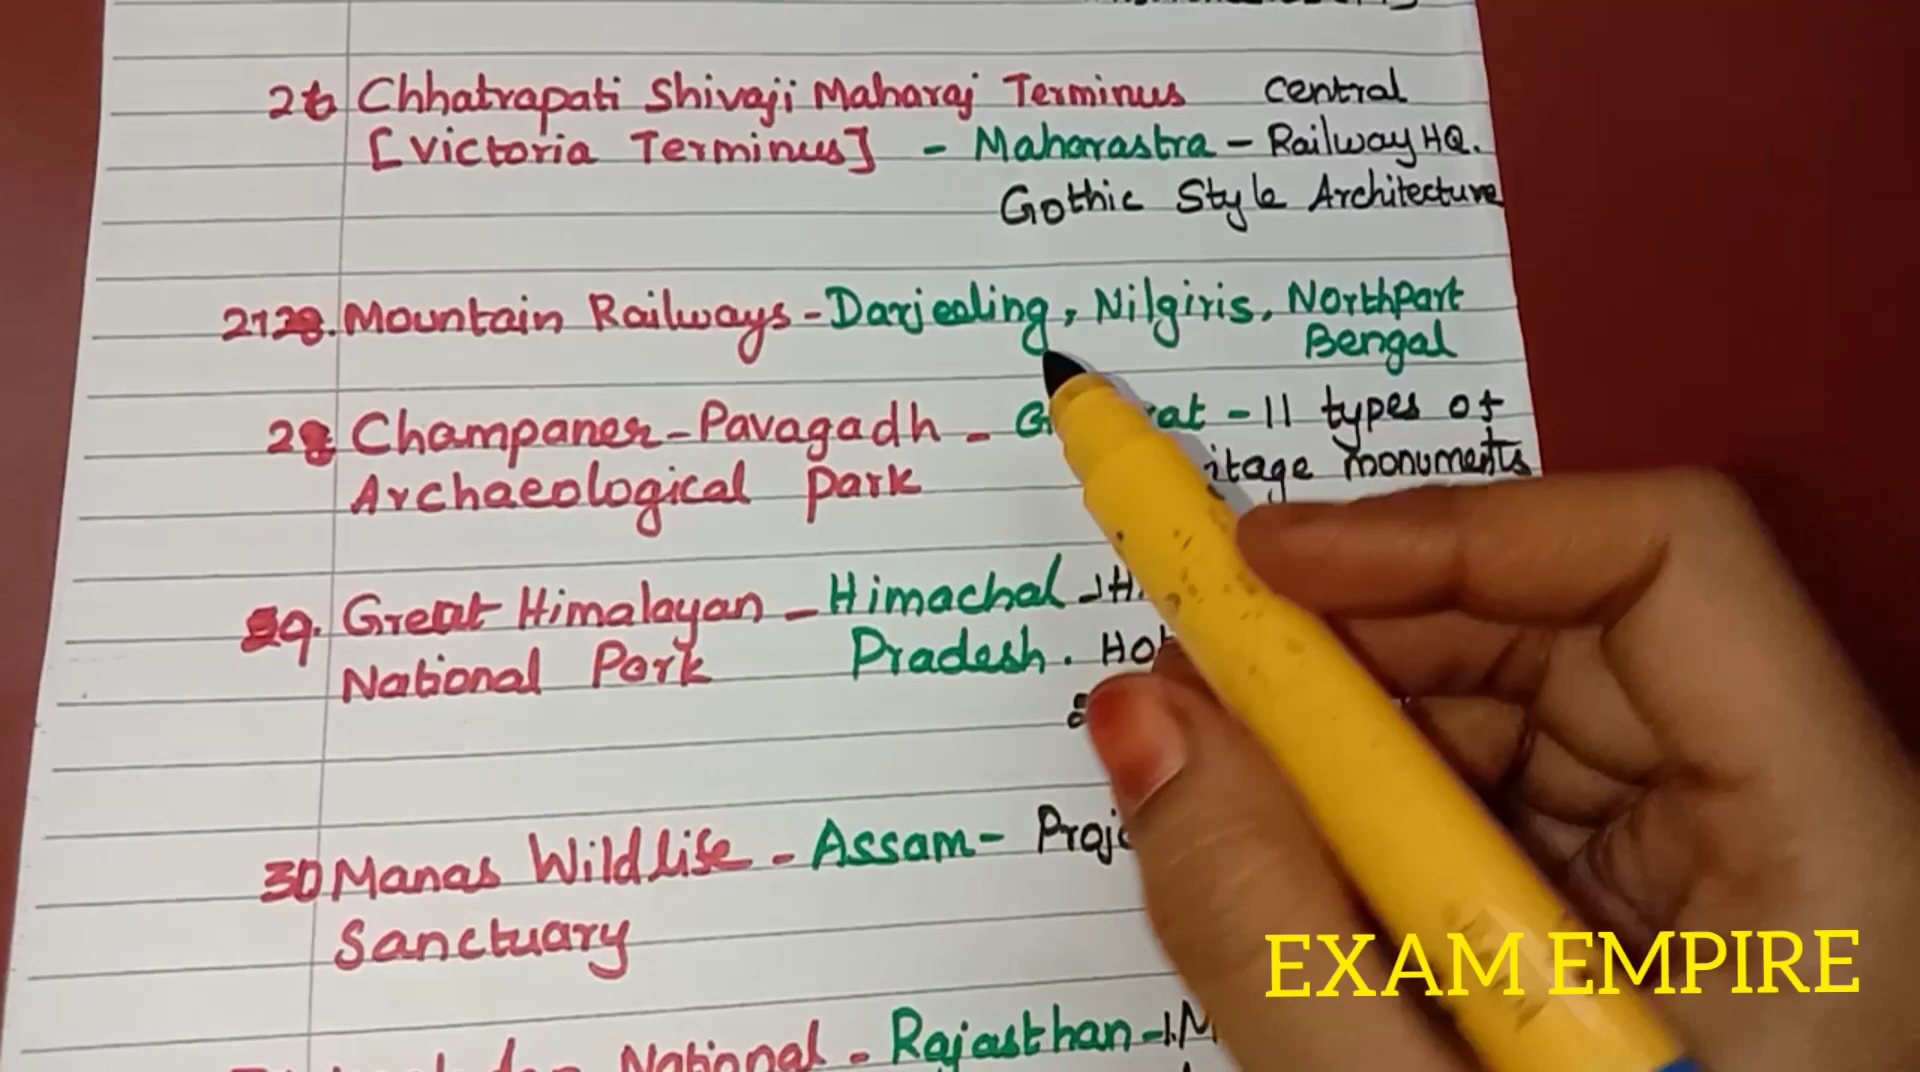 26 Chhatrapati Shivaji Maharaj Terminus Central
[Victoria Terminus] - Maharastra - Railway HQ.
Gothic Style Architecture
Mountain Railways - Darjeeling, Nilgiris, Northpart
Bengal
28 Champaner - Pavagadh - - 11 types of
Archaeological park monuments
29. Great Himalayan - Himachal
National Park Pradesh.
30 Manas Wildlife - Assam -
Sanctuary
National - Rajasthan -
EXAM EMPIRE